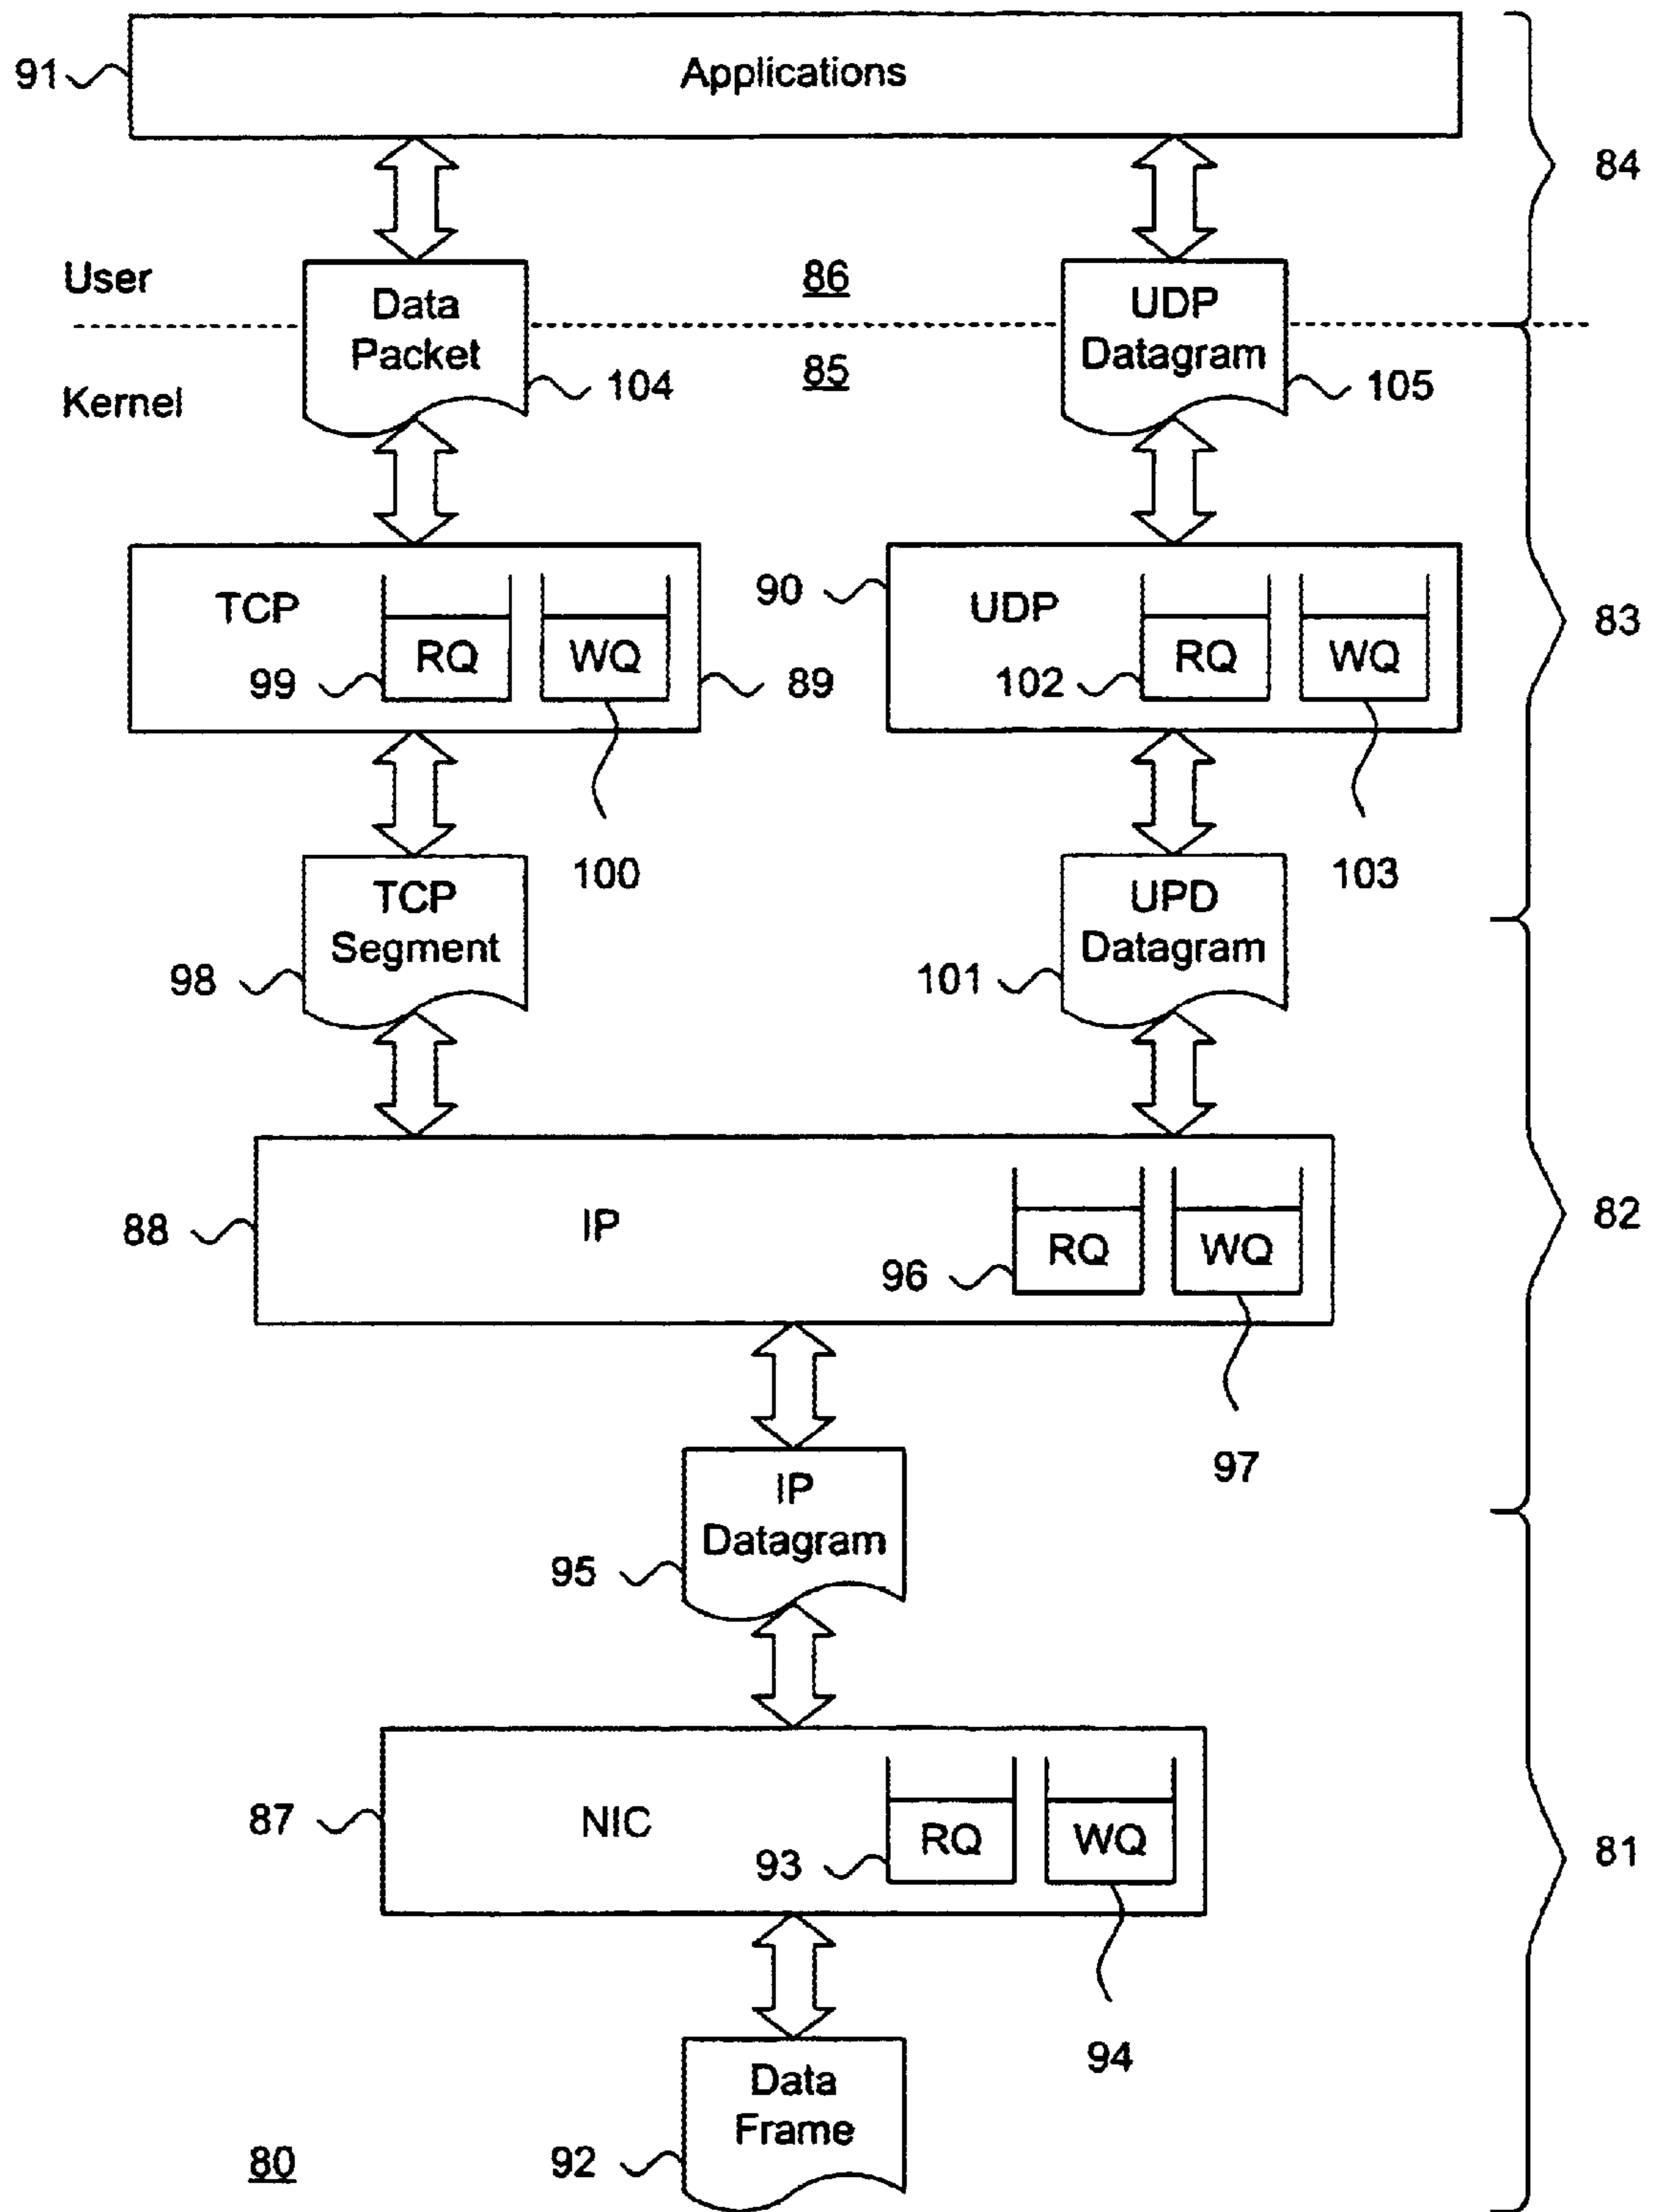 91
Applications
84
User
86
Data
Packet
UDP
Datagram
Kernel
104
85
105
TCP
RQ
WQ
99
89
90
UDP
RQ
WQ
102
83
100
103
TCP
Segment
98
UPD
Datagram
101
88
IP
RQ
WQ
96
82
97
IP
Datagram
95
87
NIC
RQ
WQ
93
81
94
Data
Frame
92
80